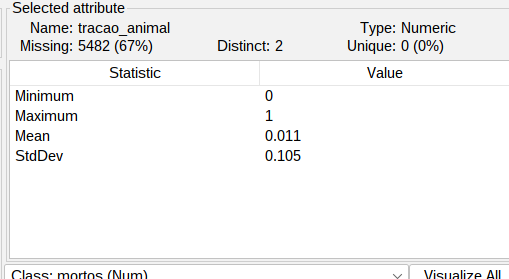 Selected attribute
Name: tracao_animal Type: Numeric
Missing: 5482 (67%) Distinct: 2 Unique: 0 (0%)
Statistic Value
Minimum 0
Maximum 1
Mean 0.011
StdDev 0.105
Class: mortos (Num) Visualize All